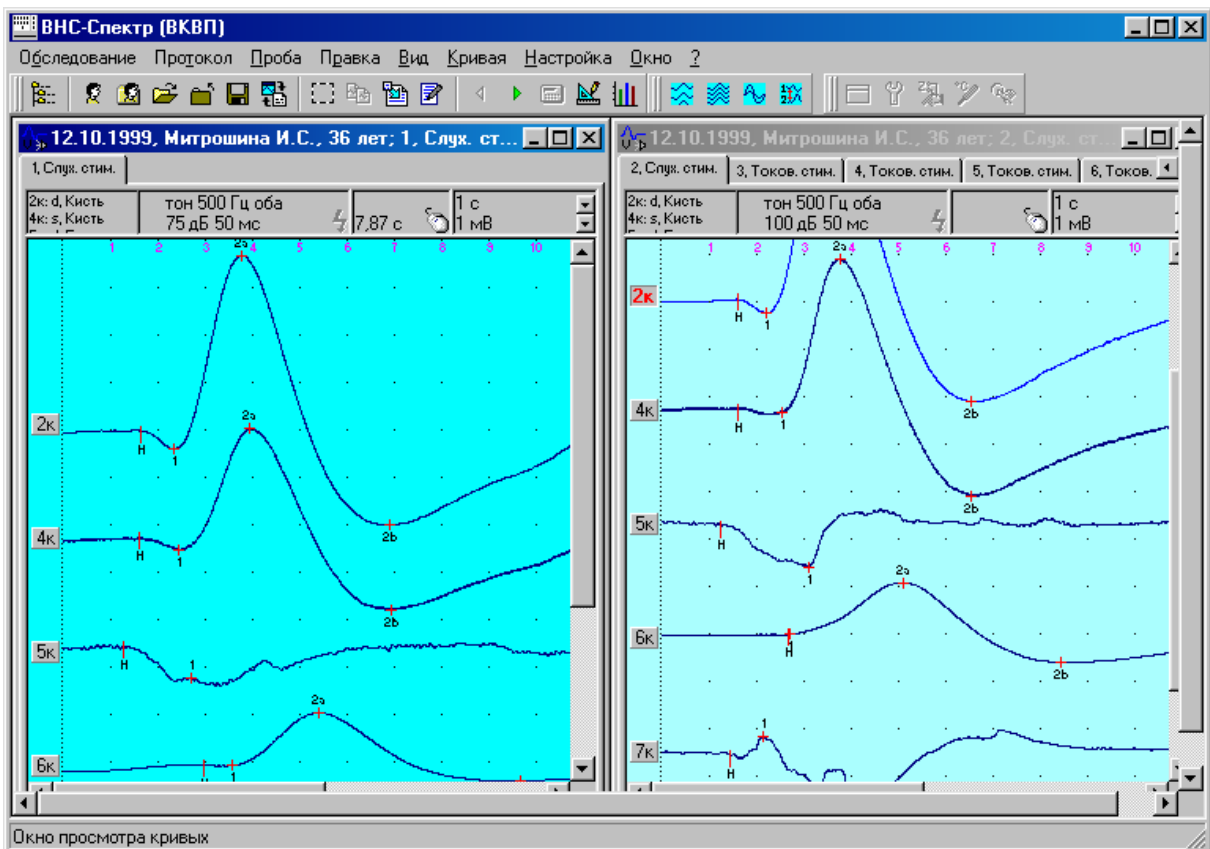 ВНС-Спектр (ВКВП)
Обследование Протокол Проба Правка Вид Кривая Настройка Окно ?
12.10.1999, Митрошина И.С., 36 лет; 1, Слух. ст...
1, Слух. стим.
2к: d, Кисть
4к: s, Кисть
тон 500 Гц оба
75 дБ 50 мс
7,87 с
1 с
1 мВ
1 2 3 4 5 6 7 8 9 10
2a
2к
H 1
2b
2a
4к
H 1
2b
5к
H 1
2a
6к
H 1
12.10.1999, Митрошина И.С., 36 лет; 2, Слух. ст...
2, Слух. стим. 3, Токов. стим. 4, Токов. стим. 5, Токов. стим. 6, Токов.
2к: d, Кисть
4к: s, Кисть
тон 500 Гц оба
100 дБ 50 мс
1 с
1 мВ
1 2 3 4 5 6 7 8 9 10
2a
2к
H 1
2b
4к
H 1
2b
5к
H 1
2a
6к
1
H
2b
1
7к
H
Окно просмотра кривых